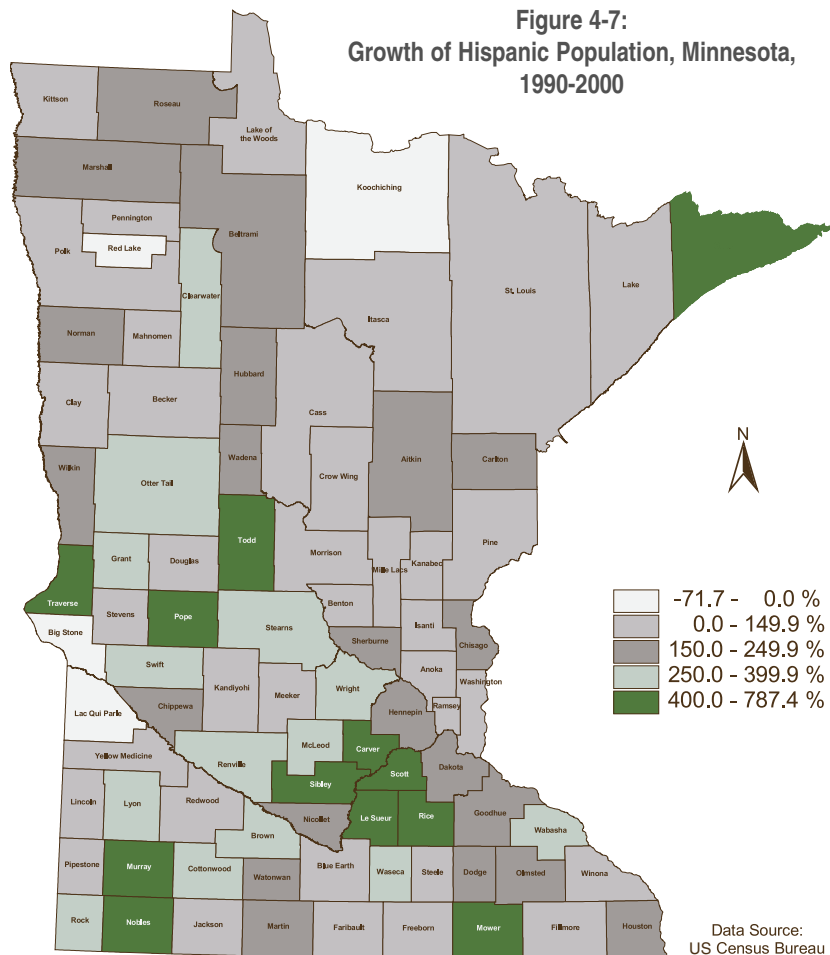 Figure 4-7:
Growth of Hispanic Population, Minnesota,
1990-2000
Kittson
Roseau
Lake of
the Woods
Marshall
Koochiching
Pennington
Red Lake
Polk
Beltrami
Clearwater
St. Louis
Lake
Itasca
Norman
Mahnomen
Hubbard
Clay
Becker
Cass
N
Wilkin
Otter Tail
Wadena
Crow Wing
Aitkin
Carlton
Todd
Grant
Douglas
Morrison
Mille Lacs
Kanabec
Pine
Traverse
Stevens
Pope
Benton
Isanti
Big Stone
Stearns
Sherburne
Chisago
Swift
Kandiyohi
Meeker
Wright
Anoka
Washington
Lac Qui Parle
Chippewa
Hennepin
Ramsey
-71.7 - 0.0 %
0.0 - 149.9 %
150.0 - 249.9 %
250.0 - 399.9 %
400.0 - 787.4 %
Yellow Medicine
Renville
McLeod
Carver
Scott
Dakota
Sibley
Lincoln
Lyon
Redwood
Nicollet
Le Sueur
Rice
Goodhue
Wabasha
Brown
Pipestone
Murray
Cottonwood
Watonwan
Blue Earth
Waseca
Steele
Dodge
Olmsted
Winona
Rock
Nobles
Jackson
Martin
Faribault
Freeborn
Mower
Fillmore
Houston
Data Source:
US Census Bureau